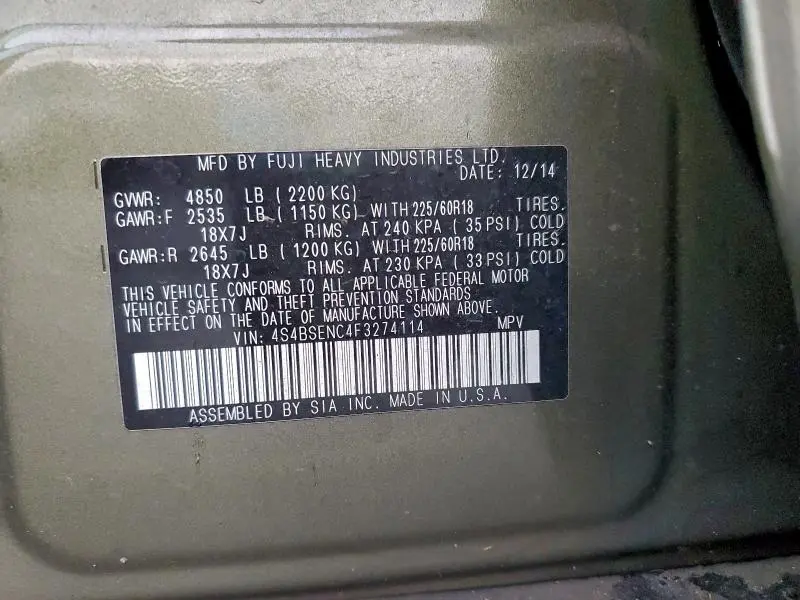 MFD BY FUJI HEAVY INDUSTRIES LTD.
DATE: 12/14
GVWR: 4850 LB (2200 KG)
GAWR:F 2535 LB (1150 KG) WITH 225/60R18 TIRES.
18X7J RIMS. AT 240 KPA (35 PSI) COLD
GAWR:R 2645 LB (1200 KG) WITH 225/60R18 TIRES.
18X7J RIMS. AT 230 KPA (33 PSI) COLD
THIS VEHICLE CONFORMS TO ALL APPLICABLE FEDERAL MOTOR
VEHICLE SAFETY AND THEFT PREVENTION STANDARDS
IN EFFECT ON THE DATE OF MANUFACTURE SHOWN ABOVE.
VIN: 4S4BSENC4F3274114 MPV
ASSEMBLED BY SIA INC. MADE IN U.S.A.